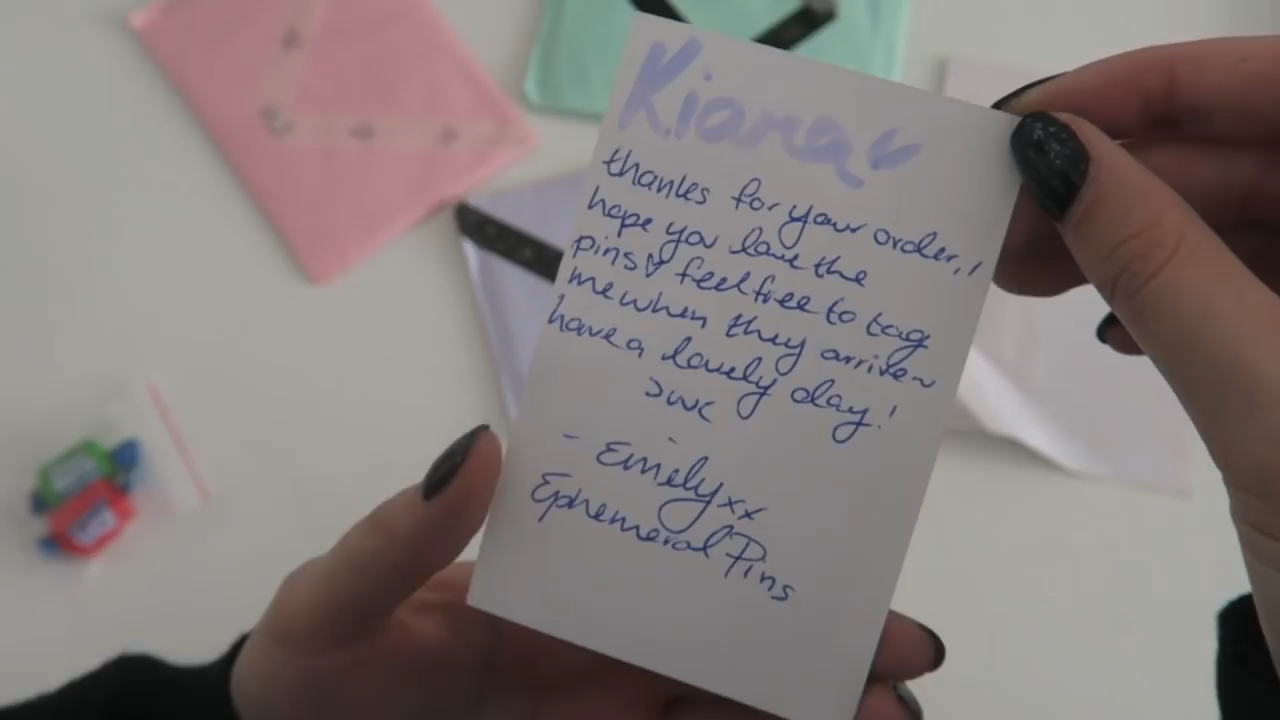 Kiara
thanks for your order, I
hope you love the
pins♡ feel free to tag
me when they arrive~
have a lovely day!
- Emily xx
Ephemeral Pins